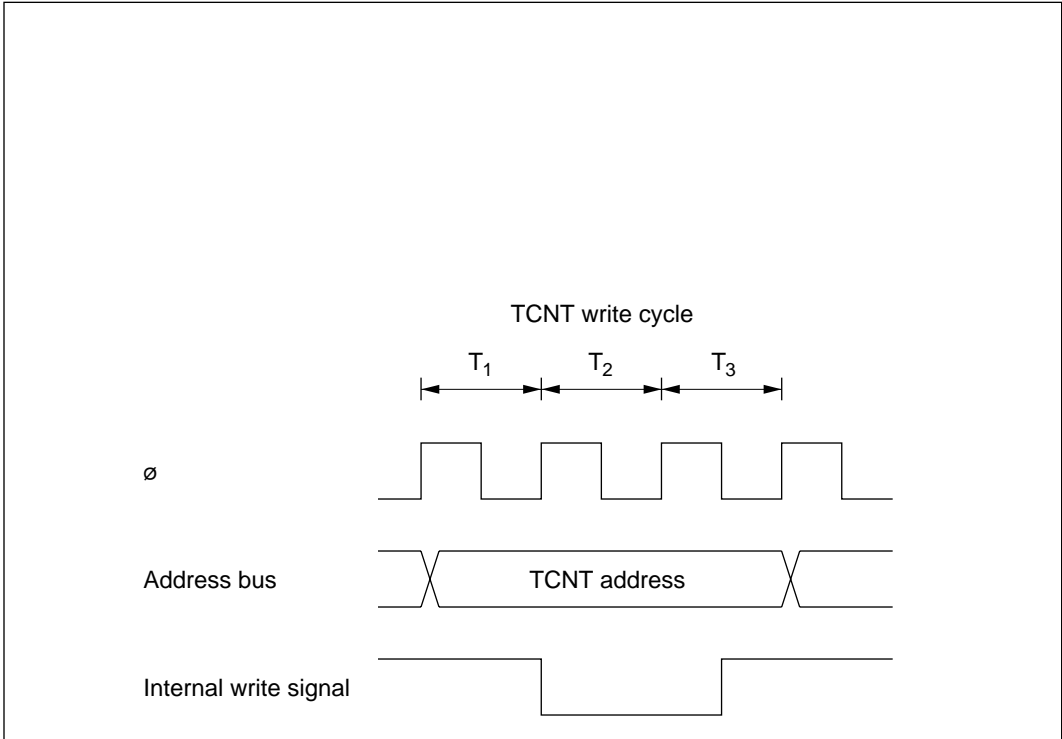 TCNT write cycle
T1 T2 T3
ø
Address bus
TCNT address
Internal write signal